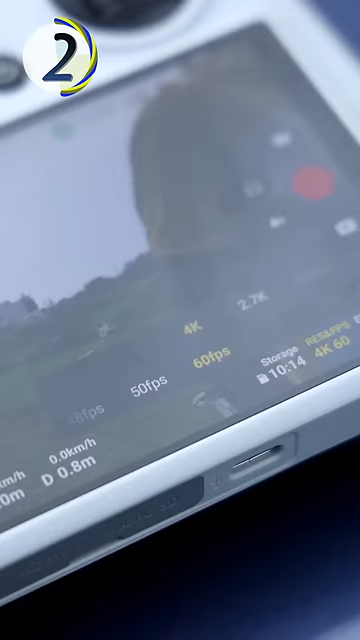 2
2.7K
4K
60fps
50fps
Storage
10:14
RES&FPS
4K 60
0.0km/h
D 0.8m